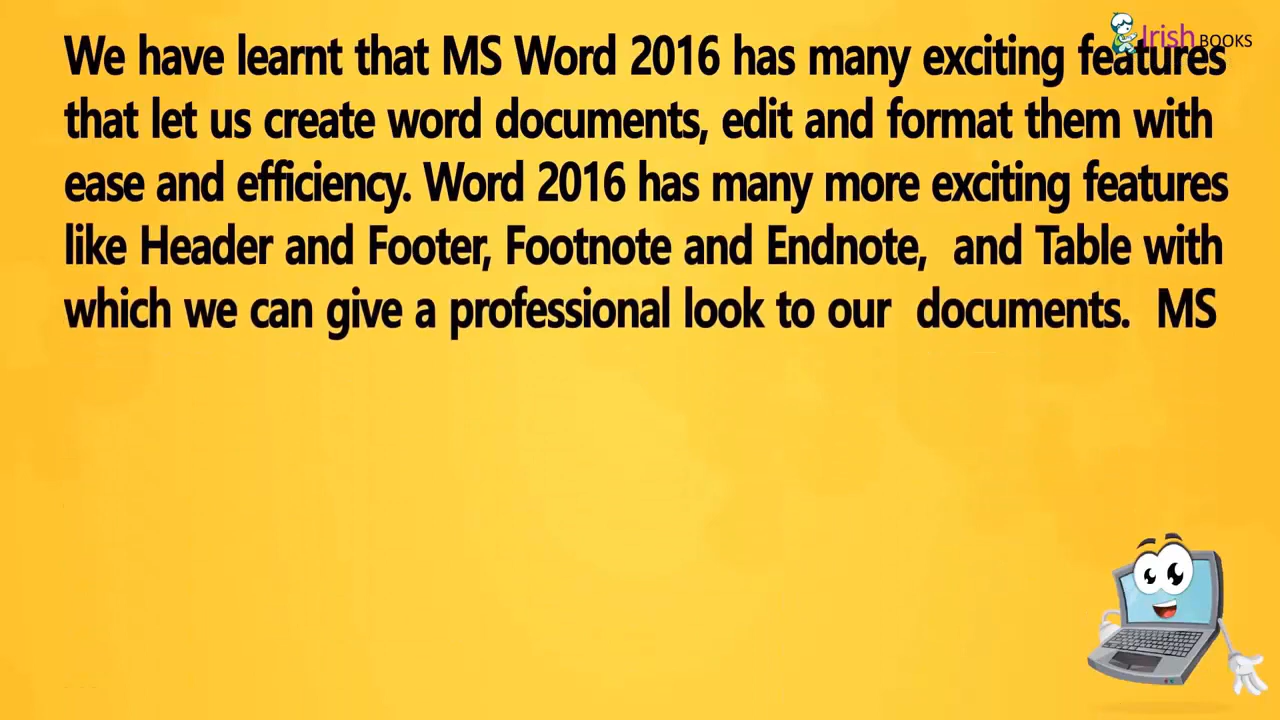 Irish BOOKS
We have learnt that MS Word 2016 has many exciting features
that let us create word documents, edit and format them with
ease and efficiency. Word 2016 has many more exciting features
like Header and Footer, Footnote and Endnote,  and Table with
which we can give a professional look to our  documents.  MS